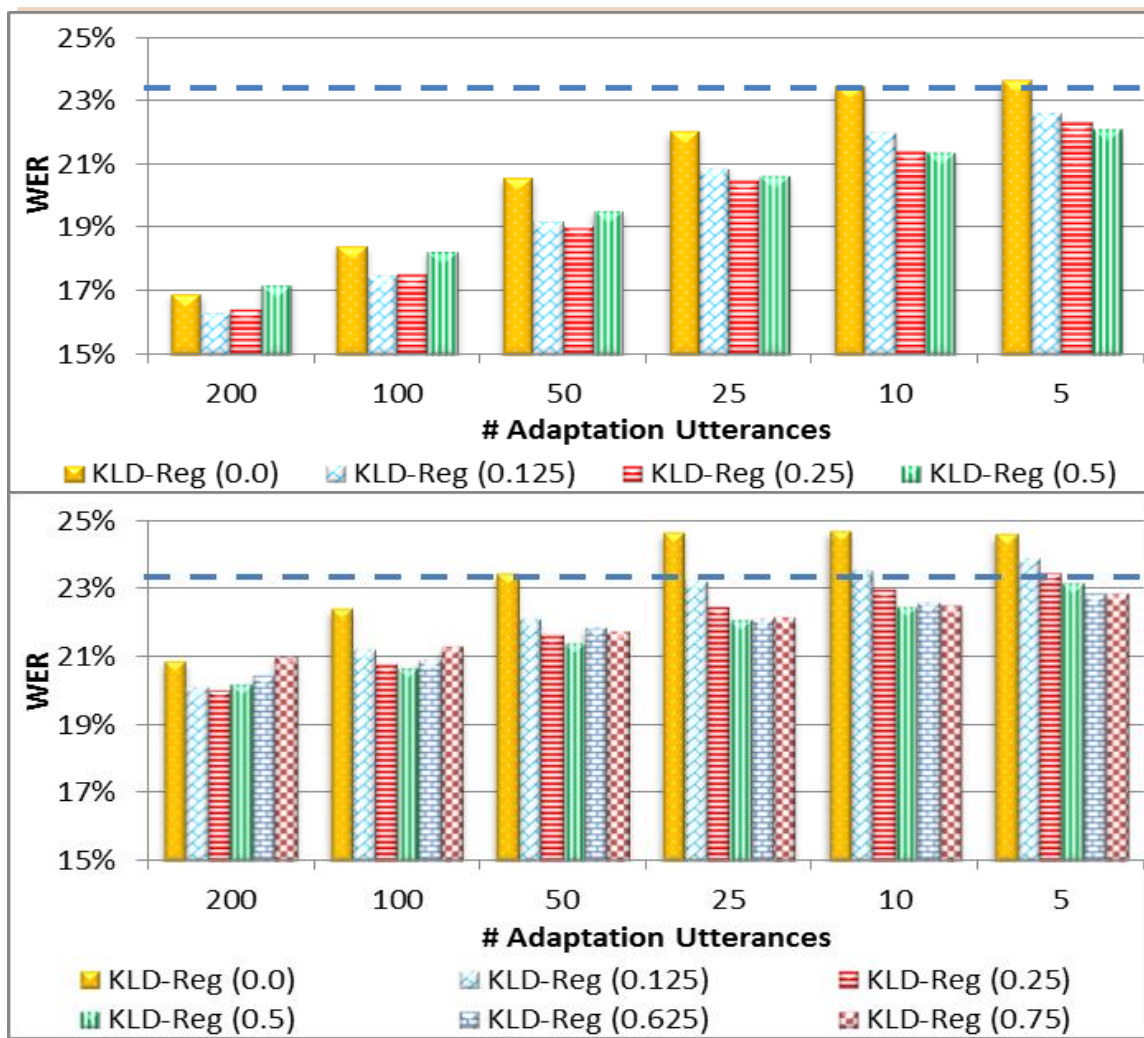 25%
23%
21%
19%
17%
15%
WER
200 100 50 25 10 5
# Adaptation Utterances
KLD-Reg (0.0) KLD-Reg (0.125) KLD-Reg (0.25) KLD-Reg (0.5)
25%
23%
21%
19%
17%
15%
WER
200 100 50 25 10 5
# Adaptation Utterances
KLD-Reg (0.0) KLD-Reg (0.125) KLD-Reg (0.25)
KLD-Reg (0.5) KLD-Reg (0.625) KLD-Reg (0.75)